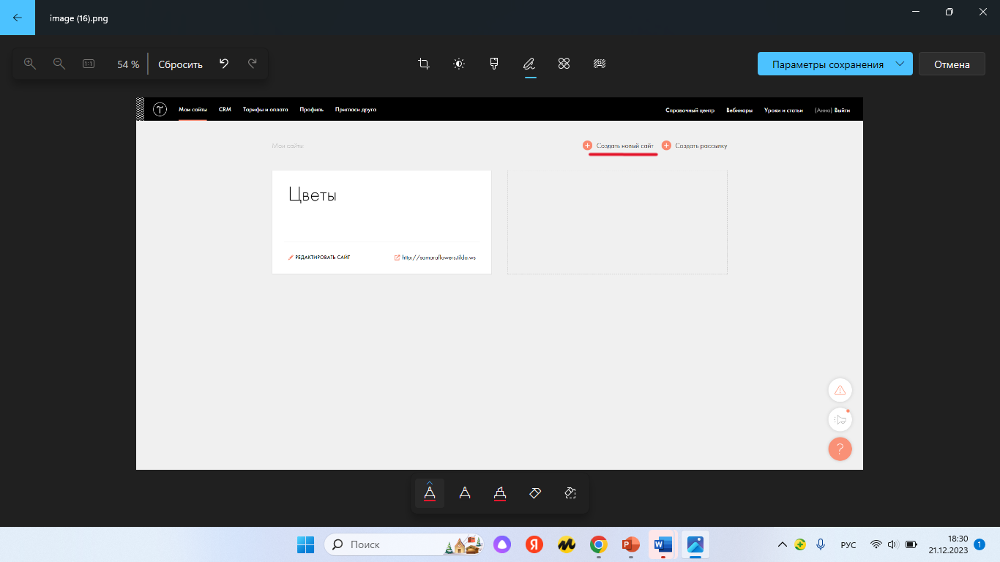 image (16).png
54 %
Сбросить
Параметры сохранения
Отмена
Мои сайты CRM Тарифы и оплата Профиль Пригласи друга
Справочный центр Вебинары Уроки и статьи (Анна) Выйти
Мои сайты
Создать новый сайт
Создать рассылку
Цветы
РЕДАКТИРОВАТЬ САЙТ
http://samaraflowers.tilda.ws
?
Поиск
Я
РУС
18:30
21.12.2023
1